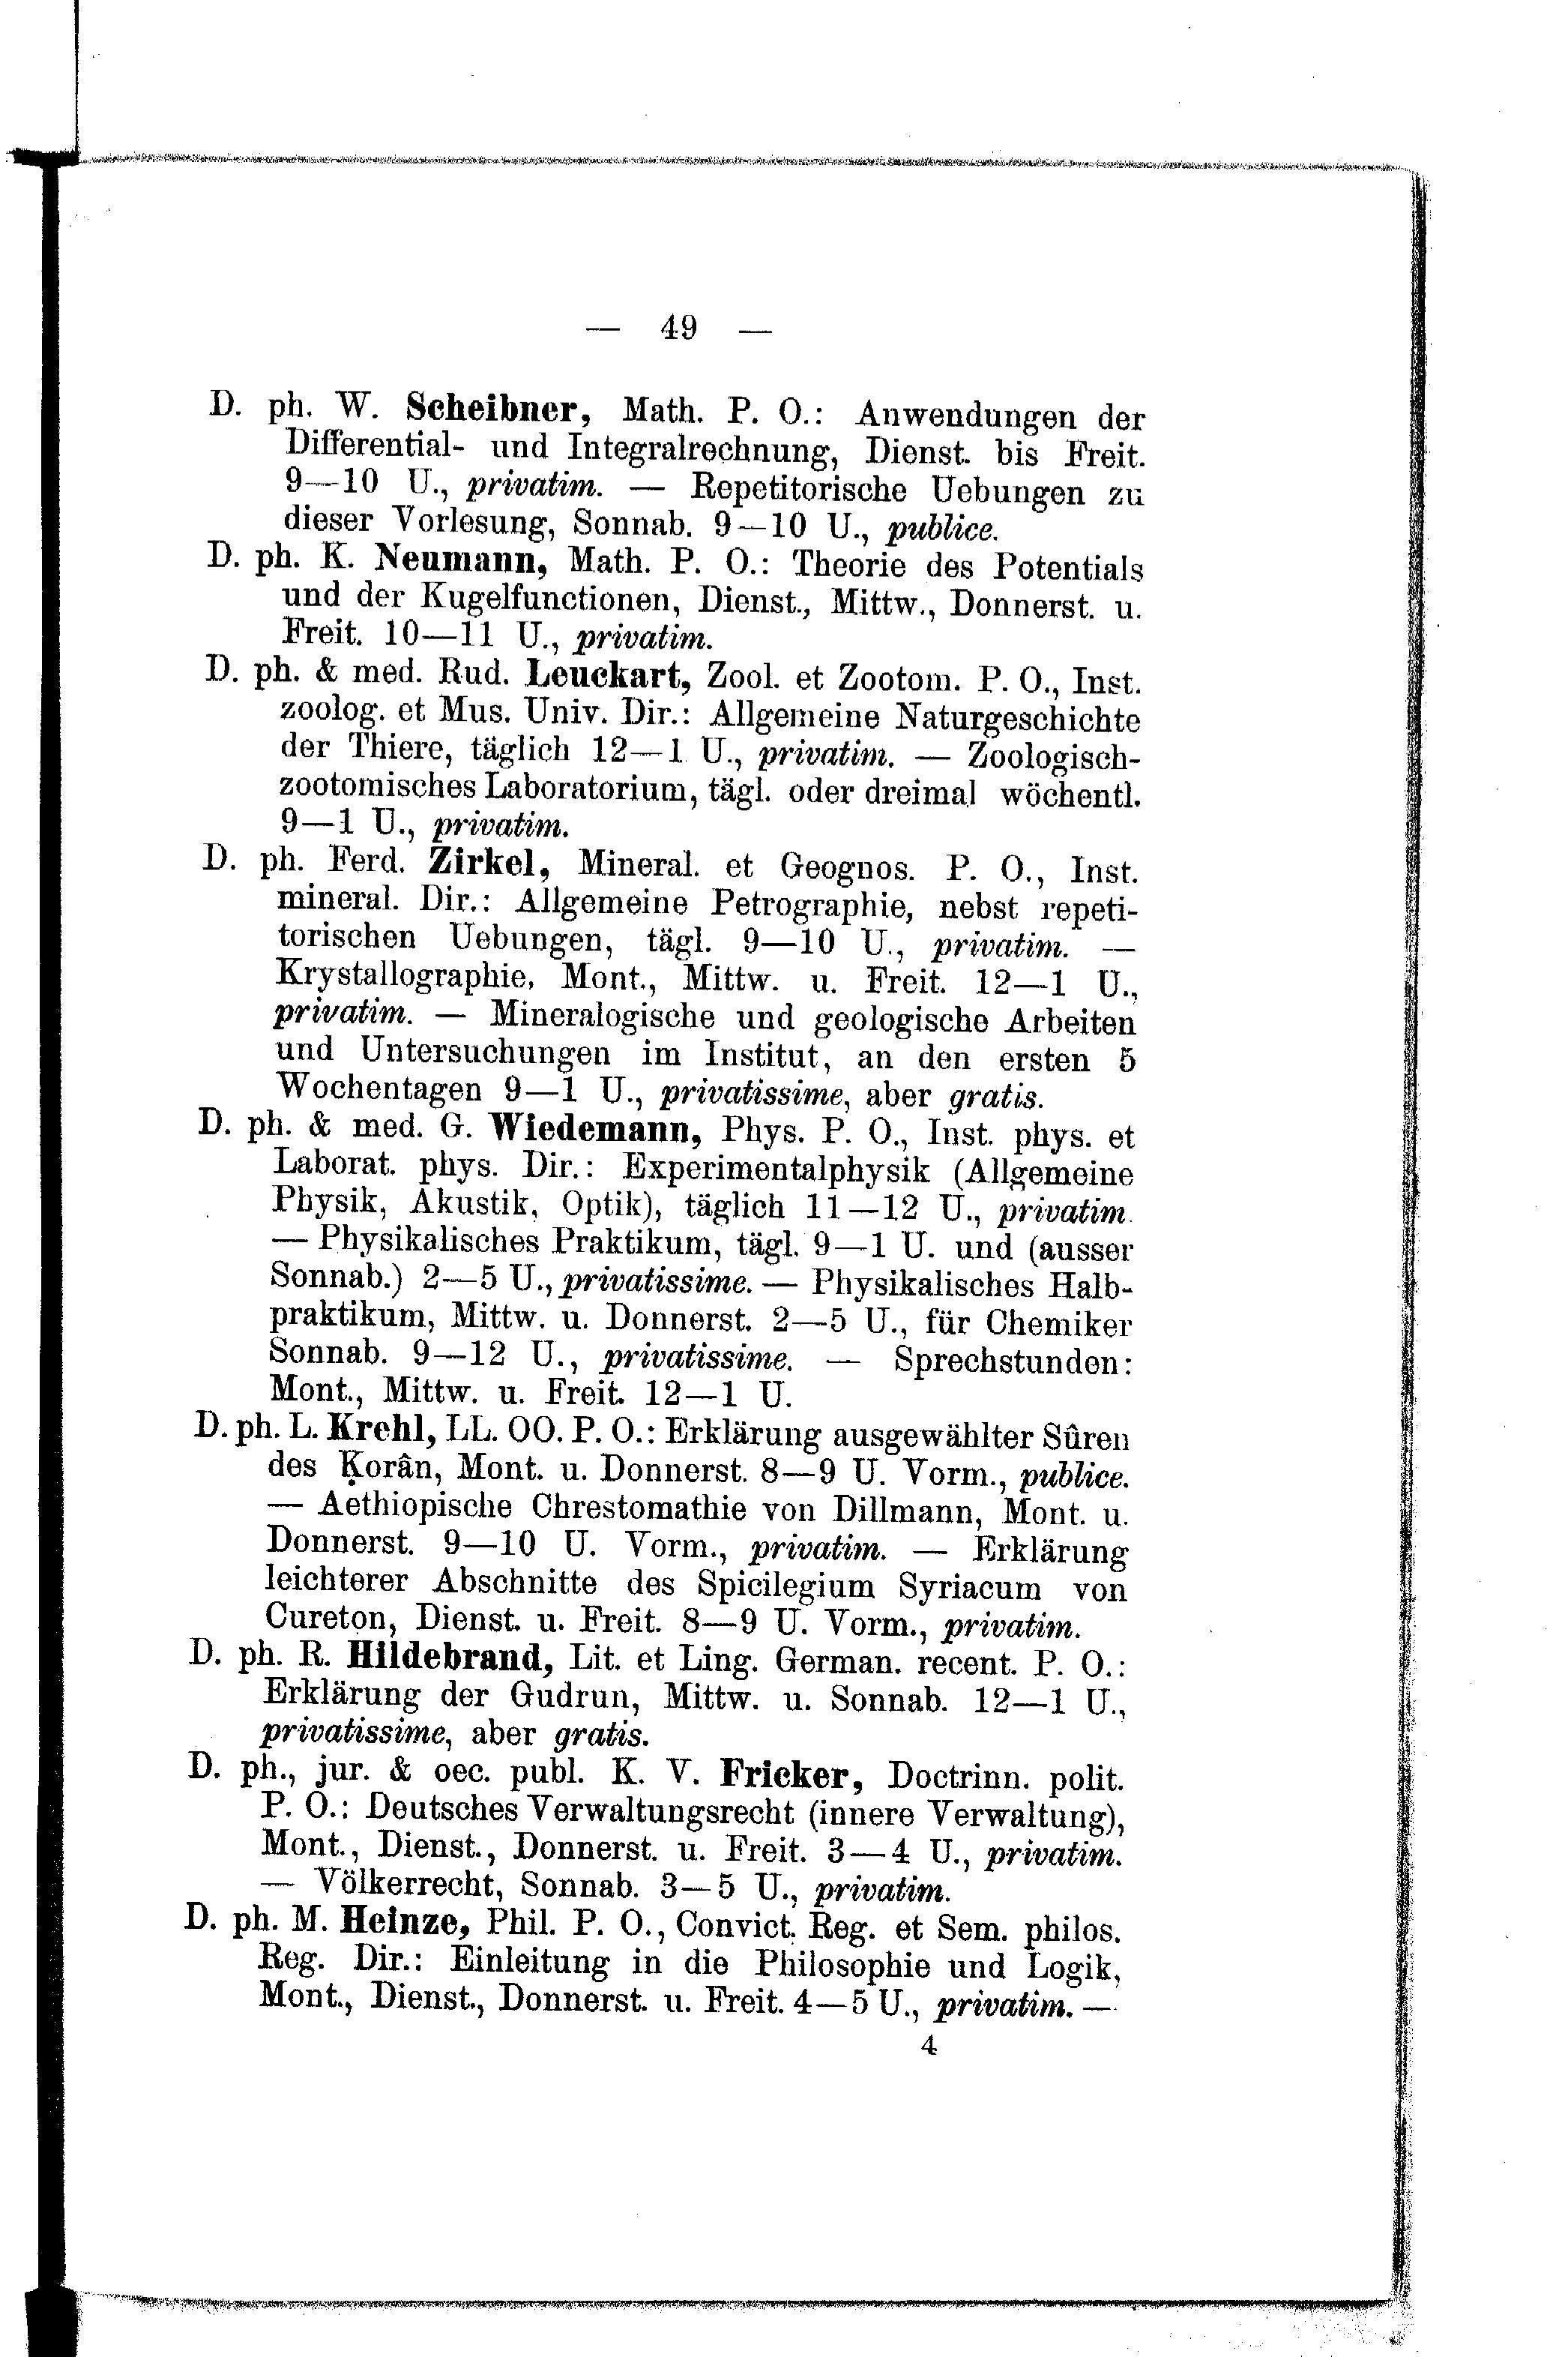 — 49 —
D. ph. W. Scheibner, Math. P. O.: Anwendungen der
Differential- und Integralrechnung, Dienst. bis Freit.
9—10 U., privatim. — Repetitorische Uebungen zu
dieser Vorlesung, Sonnab. 9—10 U., publice.
D. ph. K. Neumann, Math. P. O.: Theorie des Potentials
und der Kugelfunctionen, Dienst., Mittw., Donnerst. u.
Freit. 10—11 U., privatim.
D. ph. & med. Rud. Leuckart, Zool. et Zootom. P. O., Inst.
zoolog. et Mus. Univ. Dir.: Allgemeine Naturgeschichte
der Thiere, täglich 12—1 U., privatim. — Zoologisch-
zootomisches Laboratorium, tägl. oder dreimal wöchentl.
9—1 U., privatim.
D. ph. Ferd. Zirkel, Mineral. et Geognos. P. O., Inst.
mineral. Dir.: Allgemeine Petrographie, nebst repeti-
torischen Uebungen, tägl. 9—10 U., privatim. —
Krystallographie, Mont., Mittw. u. Freit. 12—1 U.,
privatim. — Mineralogische und geologische Arbeiten
und Untersuchungen im Institut, an den ersten 5
Wochentagen 9—1 U., privatissime, aber gratis.
D. ph. & med. G. Wiedemann, Phys. P. O., Inst. phys. et
Laborat. phys. Dir.: Experimentalphysik (Allgemeine
Physik, Akustik, Optik), täglich 11—12 U., privatim.
— Physikalisches Praktikum, tägl. 9—1 U. und (ausser
Sonnab.) 2—5 U., privatissime. — Physikalisches Halb-
praktikum, Mittw. u. Donnerst. 2—5 U., für Chemiker
Sonnab. 9—12 U., privatissime. — Sprechstunden:
Mont., Mittw. u. Freit. 12—1 U.
D. ph. L. Krehl, LL. OO. P. O.: Erklärung ausgewählter Sûren
des Ḳorân, Mont. u. Donnerst. 8—9 U. Vorm., publice.
— Aethiopische Chrestomathie von Dillmann, Mont. u.
Donnerst. 9—10 U. Vorm., privatim. — Erklärung
leichterer Abschnitte des Spicilegium Syriacum von
Cureton, Dienst. u. Freit. 8—9 U. Vorm., privatim.
D. ph. R. Hildebrand, Lit. et Ling. German. recent. P. O.:
Erklärung der Gudrun, Mittw. u. Sonnab. 12—1 U.,
privatissime, aber gratis.
D. ph., jur. & oec. publ. K. V. Fricker, Doctrinn. polit.
P. O.: Deutsches Verwaltungsrecht (innere Verwaltung),
Mont., Dienst., Donnerst. u. Freit. 3—4 U., privatim.
— Völkerrecht, Sonnab. 3—5 U., privatim.
D. ph. M. Heinze, Phil. P. O., Convict. Reg. et Sem. philos.
Reg. Dir.: Einleitung in die Philosophie und Logik,
Mont., Dienst., Donnerst. u. Freit. 4—5 U., privatim. —
4